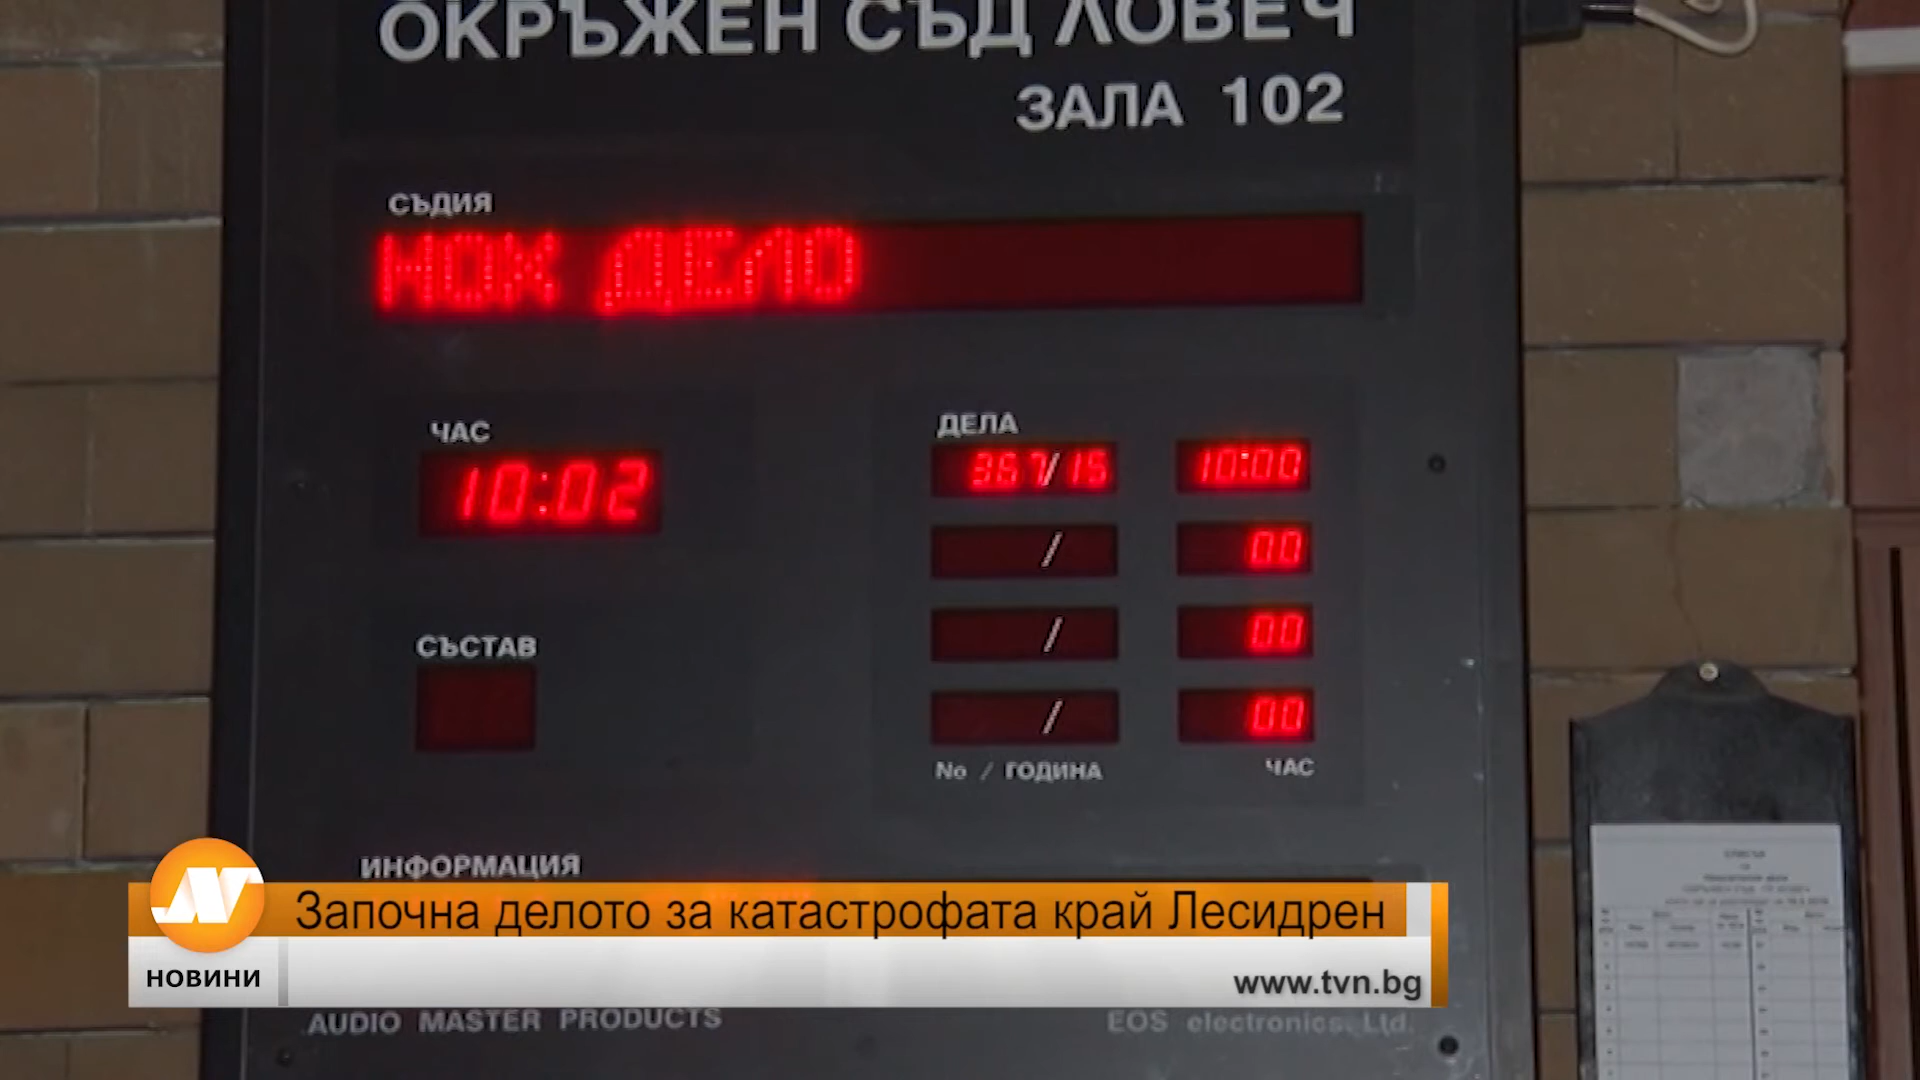 ОКРЪЖЕН СЪД ЛОВЕЧ
ЗАЛА 102
СЪДИЯ
НОХ ДЕЛО
ЧАС
10:02
ДЕЛА
367/15 10:00
/ 00
/ 00
/ 00
No / ГОДИНА ЧАС
СЪСТАВ
ИНФОРМАЦИЯ
Започна делото за катастрофата край Лесидрен
НОВИНИ
www.tvn.bg
AUDIO MASTER PRODUCTS
EOS electronics. Ltd.